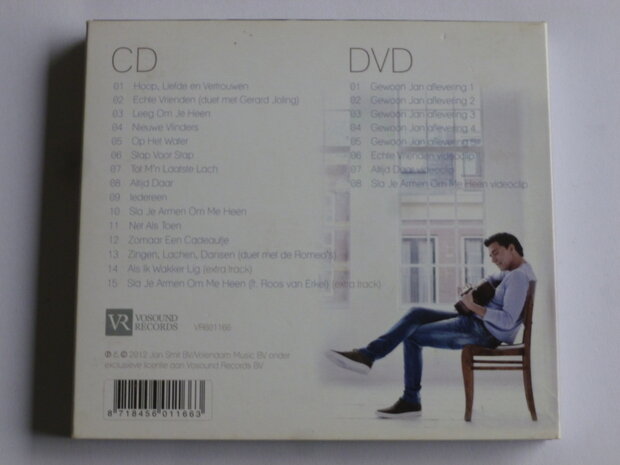 CD
01 Hoop, Liefde en Vertrouwen
02 Echte Vrienden (duet met Gerard Joling)
03 Leeg Om Je Heen
04 Nieuwe Vlinders
05 Op Het Water
06 Stap Voor Stap
07 Tot M'n Laatste Lach
08 Altijd Daar
09 Iedereen
10 Sla Je Armen Om Me Heen
11 Net Als Toen
12 Zomaar Een Cadeautje
13 Zingen, Lachen, Dansen (duet met de Romeo's)
14 Als Ik Wakker Lig (extra track)
15 Sla Je Armen Om Me Heen (ft. Roos van Erkel) (extra track)
DVD
01 Gewoon Jan aflevering 1
02 Gewoon Jan aflevering 2
03 Gewoon Jan aflevering 3
04 Gewoon Jan aflevering 4
05 Gewoon Jan aflevering 5
06 Echte Vrienden videoclip
07 Altijd Daar videoclip
08 Sla Je Armen Om Me Heen videoclip
VR VOSOUND
RECORDS
VR601166
℗ & © 2012 Jan Smit BV/Volendam Music BV onder
exclusieve licentie aan Vosound Records BV
8 718456 011663